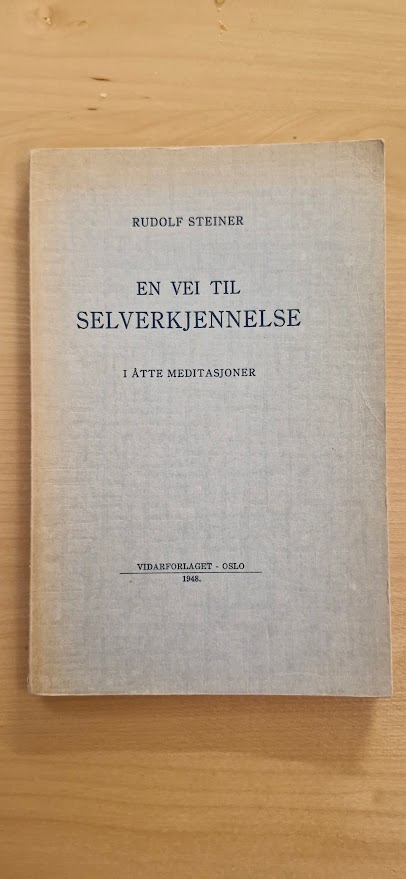 RUDOLF STEINER
EN VEI TIL
SELVERKJENNELSE
I ÅTTE MEDITASJONER
VIDARFORLAGET - OSLO
1948.